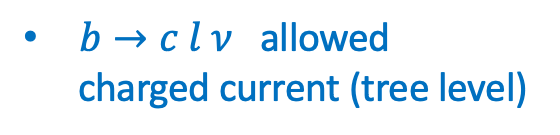 • b → c l ν allowed
charged current (tree level)